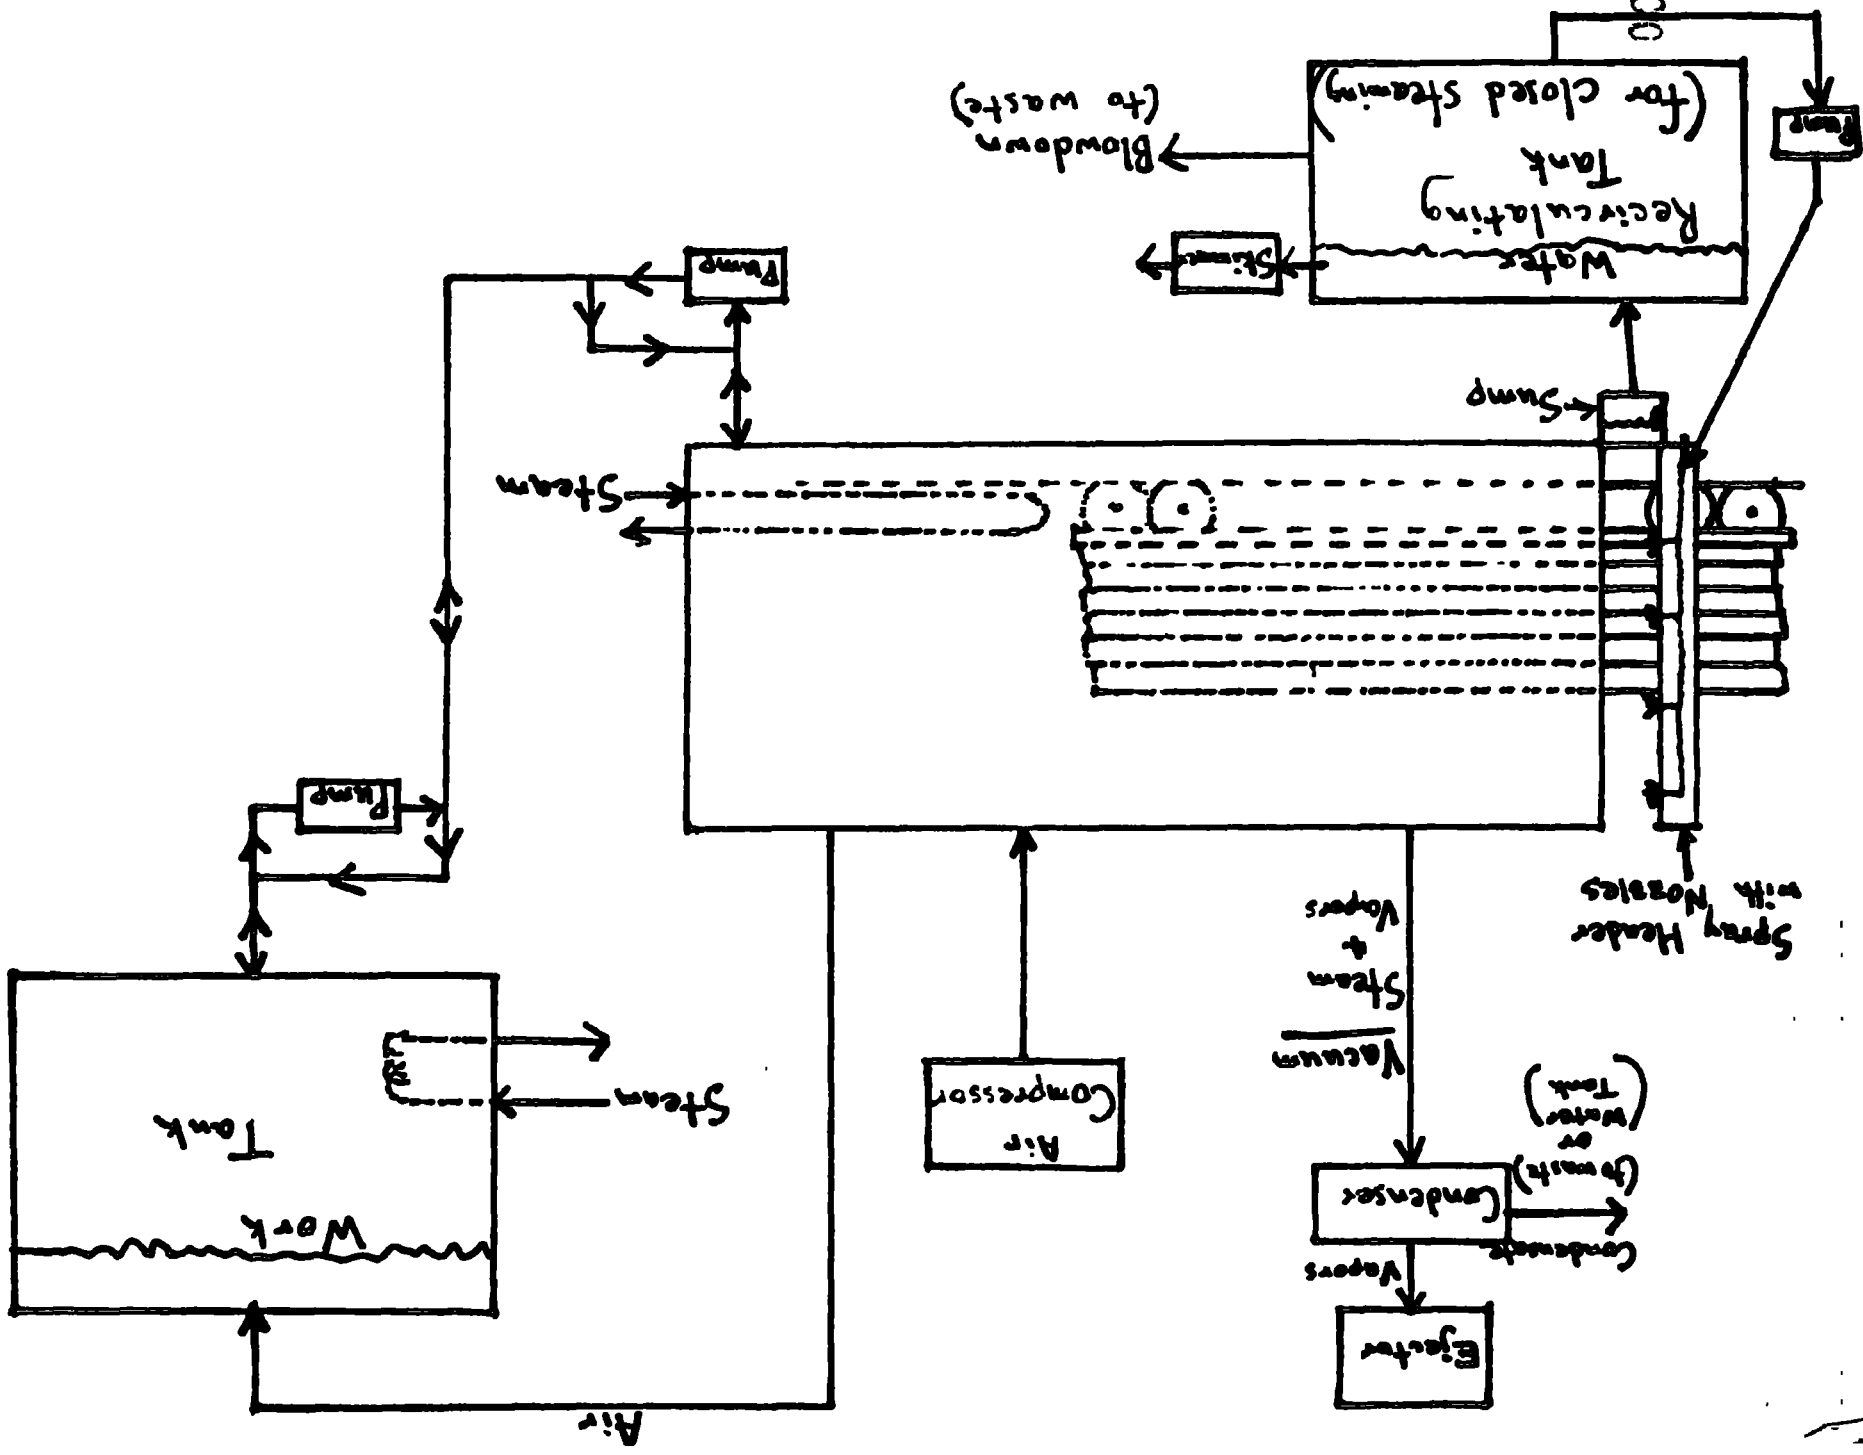 Air
Ejector
Vapors
Condensate
(to waste)
or
(Water
Tank)
Condenser
Work
Tank
Steam
Air
Compressor
Vacuum
Steam
+
Vapors
Spray Header
with Nozzles
Pump
Steam
Sump
Pump
Water
Recirculating
Tank
(for closed steaming)
Skimmer
Blowdown
(to waste)
Pump